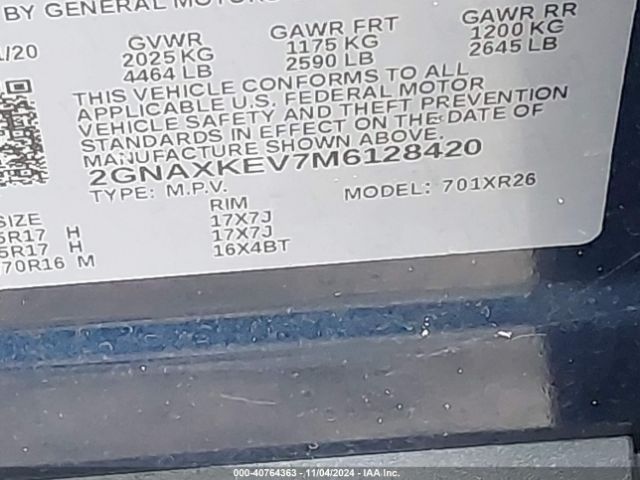 BY GENERAL MOTORS
/20 GVWR GAWR FRT GAWR RR
2025 KG 1175 KG 1200 KG
4464 LB 2590 LB 2645 LB
THIS VEHICLE CONFORMS TO ALL
APPLICABLE U.S. FEDERAL MOTOR
VEHICLE SAFETY AND THEFT PREVENTION
STANDARDS IN EFFECT ON THE DATE OF
MANUFACTURE SHOWN ABOVE.
2GNAXKEV7M6128420
TYPE: M.P.V. MODEL: 701XR26
SIZE RIM
5R17 H 17X7J
5R17 H 17X7J
70R16 M 16X4BT
000-40764363 - 11/04/2024 - IAA Inc.